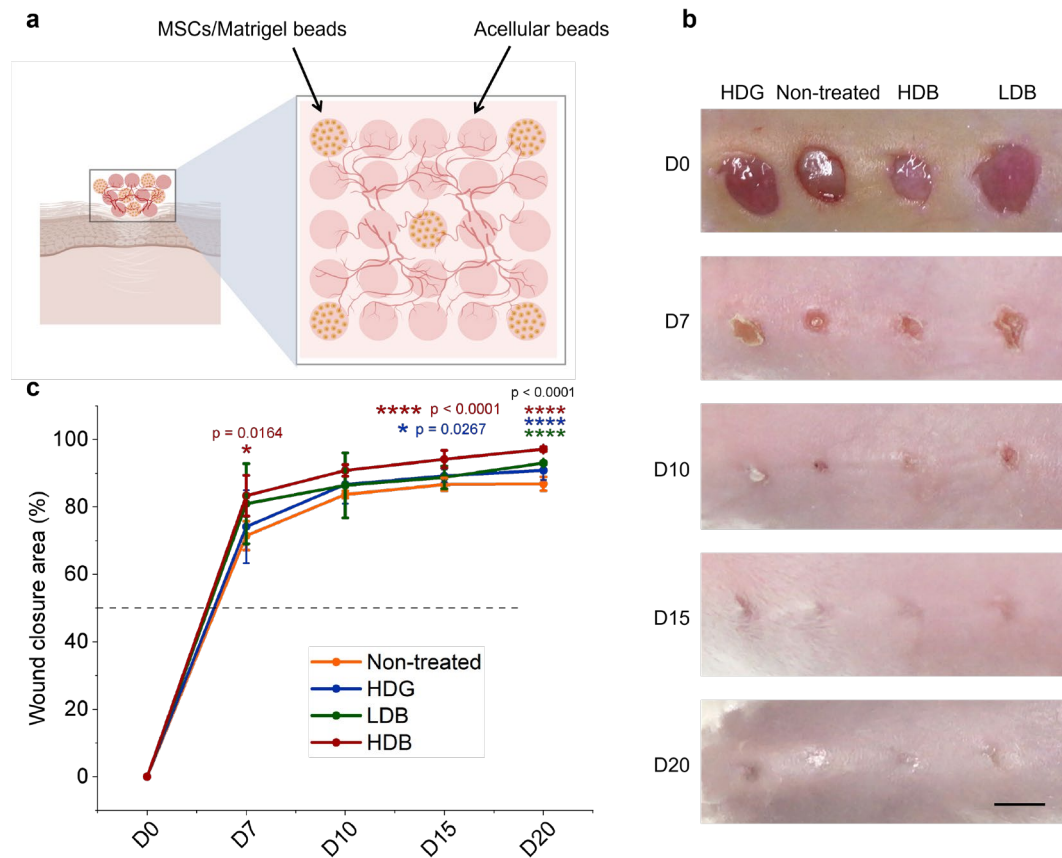 a
MSCs/Matrigel beads
Acellular beads
b
HDG Non-treated HDB LDB
D0
D7
D10
D15
D20
c
p < 0.0001
**** p < 0.0001 ****
p = 0.0164 * p = 0.0267 ****
* ****
100
80
60
40
20
0
Wound closure area (%)
Non-treated
HDG
LDB
HDB
D0 D7 D10 D15 D20